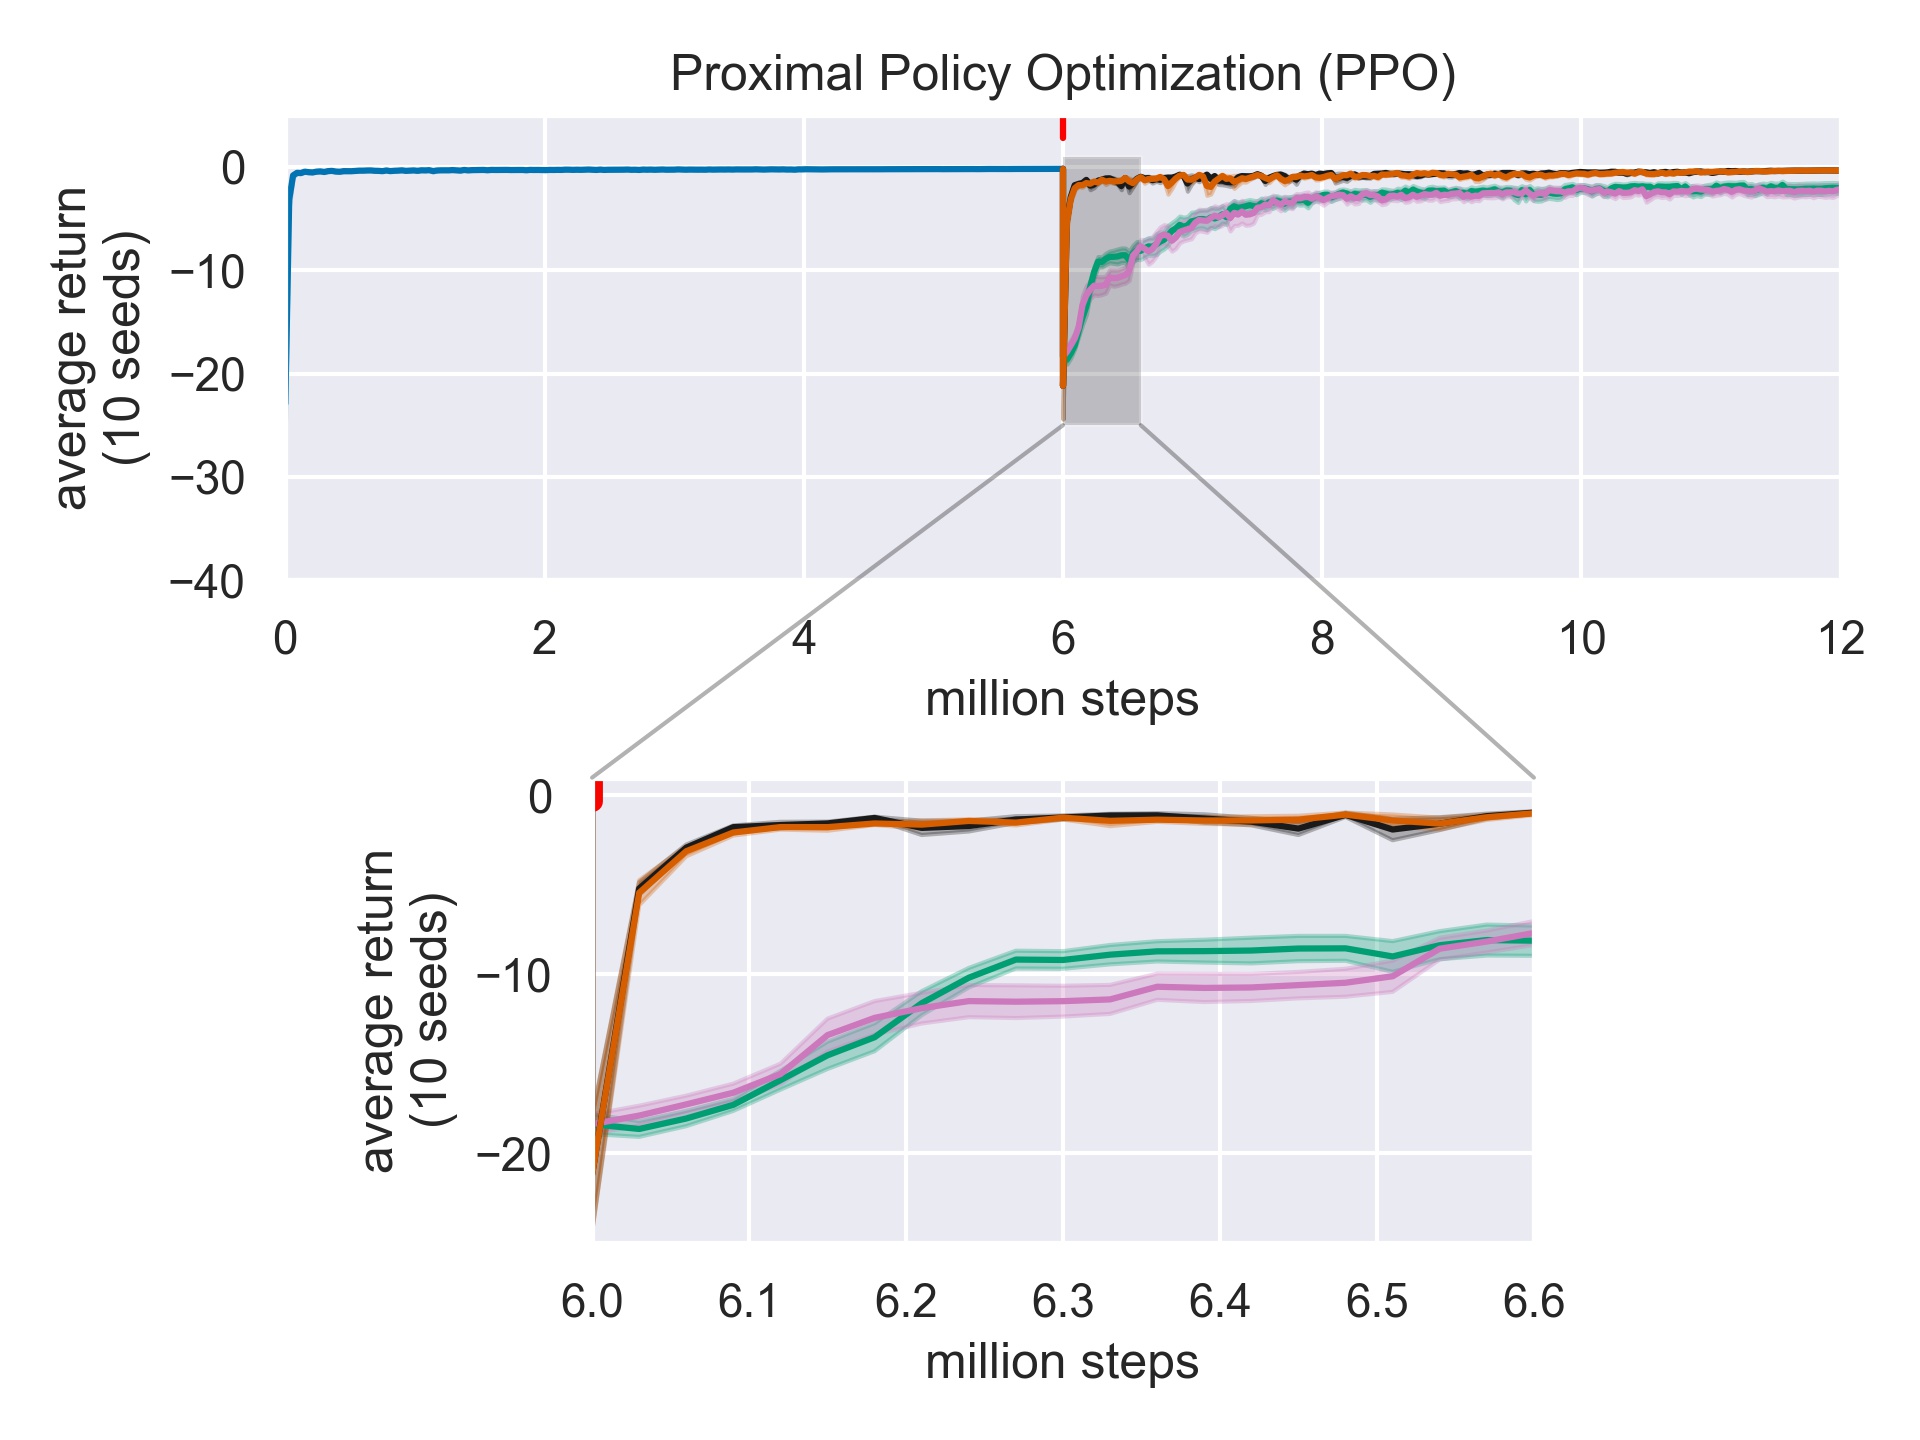 Proximal Policy Optimization (PPO)
average return
(10 seeds)
0
−10
−20
−30
−40
0 2 4 6 8 10 12
million steps
average return
(10 seeds)
0
−10
−20
6.0 6.1 6.2 6.3 6.4 6.5 6.6
million steps